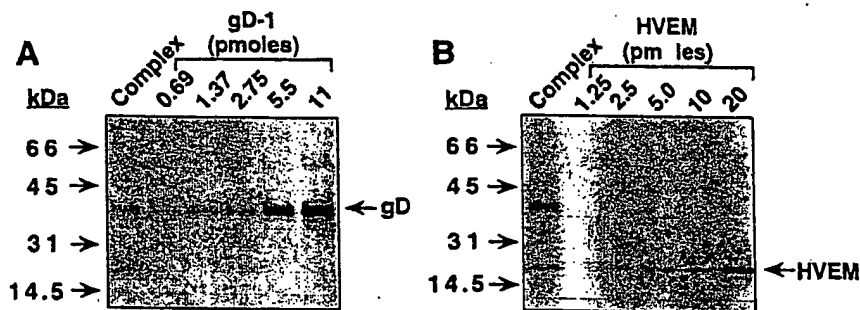 A
gD-1
(pmoles)
kDa
Complex
0.69
1.37
2.75
5.5
11
66
45
31
14.5
gD
B
HVEM
(pm les)
kDa
Complex
1.25
2.5
5.0
10
20
66
45
31
14.5
HVEM